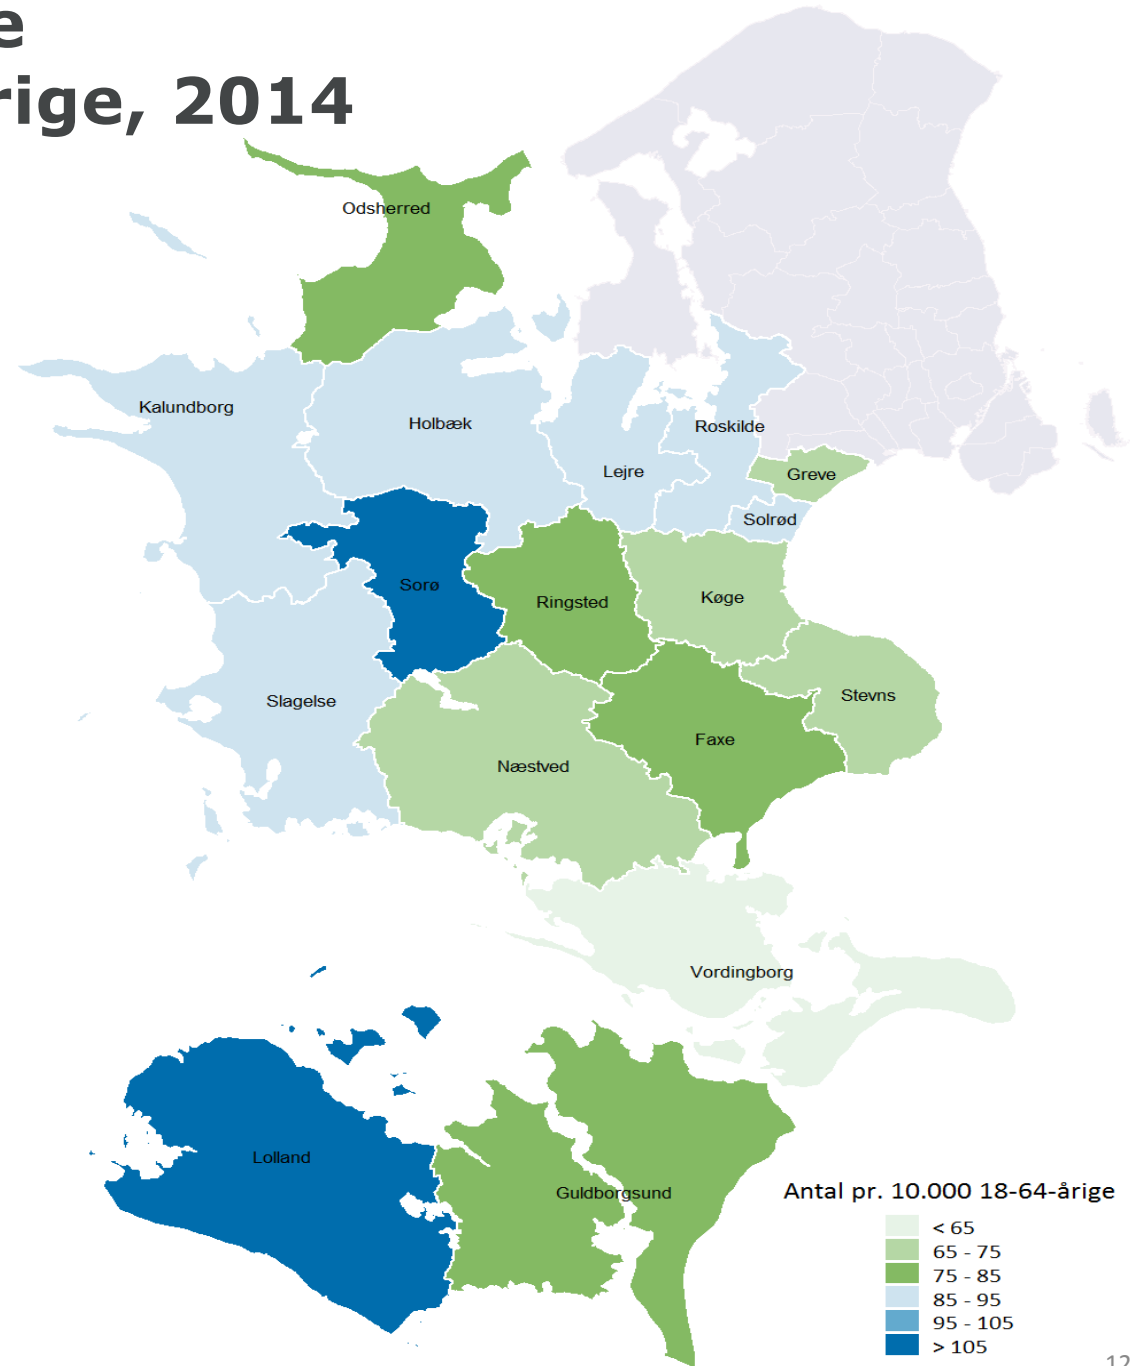 e
rige, 2014
Odsherred
Kalundborg
Holbæk
Roskilde
Lejre
Greve
Solrød
Sorø
Ringsted
Køge
Slagelse
Stevns
Faxe
Næstved
Vordingborg
Lolland
Guldborgsund
Antal pr. 10.000 18-64-årige
< 65
65 - 75
75 - 85
85 - 95
95 - 105
> 105
12